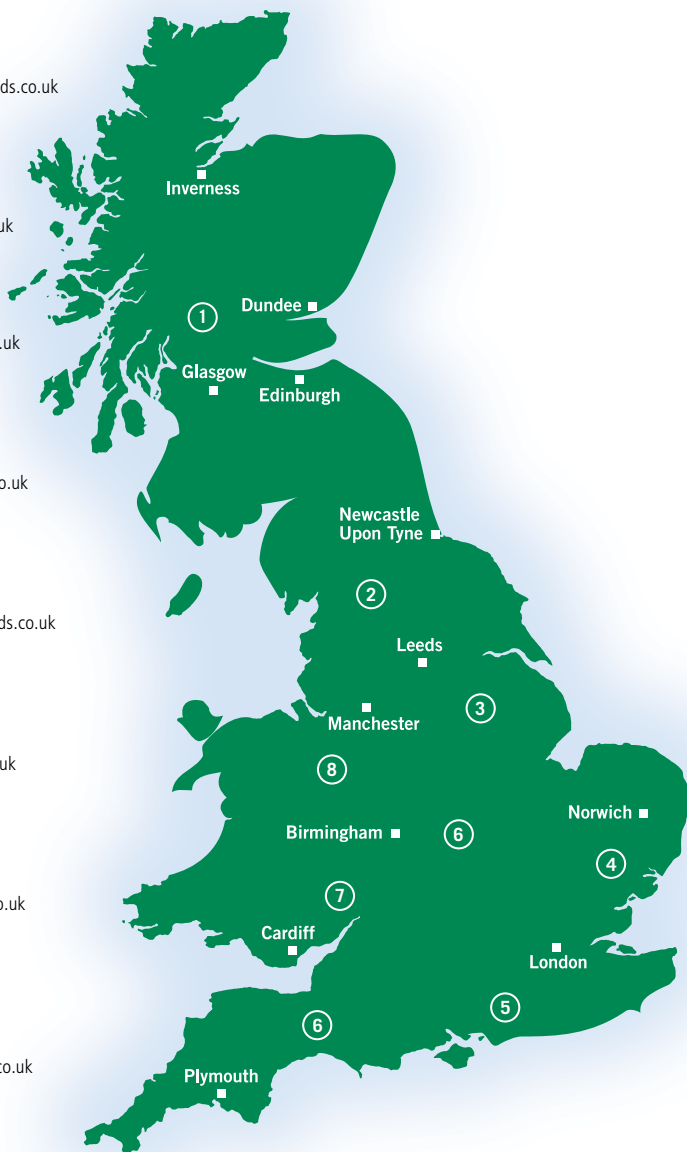 ds.co.uk
Inverness
uk
Dundee
1
.uk
Glasgow
Edinburgh
o.uk
Newcastle
Upon Tyne
2
ds.co.uk
Leeds
3
Manchester
uk
8
Norwich
Birmingham
6
4
7
o.uk
Cardiff
London
5
6
co.uk
Plymouth